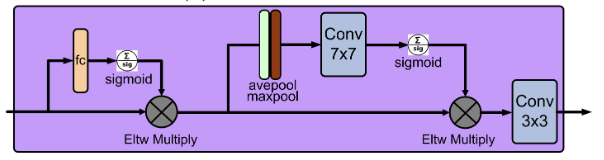 fc
Σ
sig
sigmoid
Eltw Multiply
avepool
maxpool
Conv
7x7
Σ
sig
sigmoid
Eltw Multiply
Conv
3x3